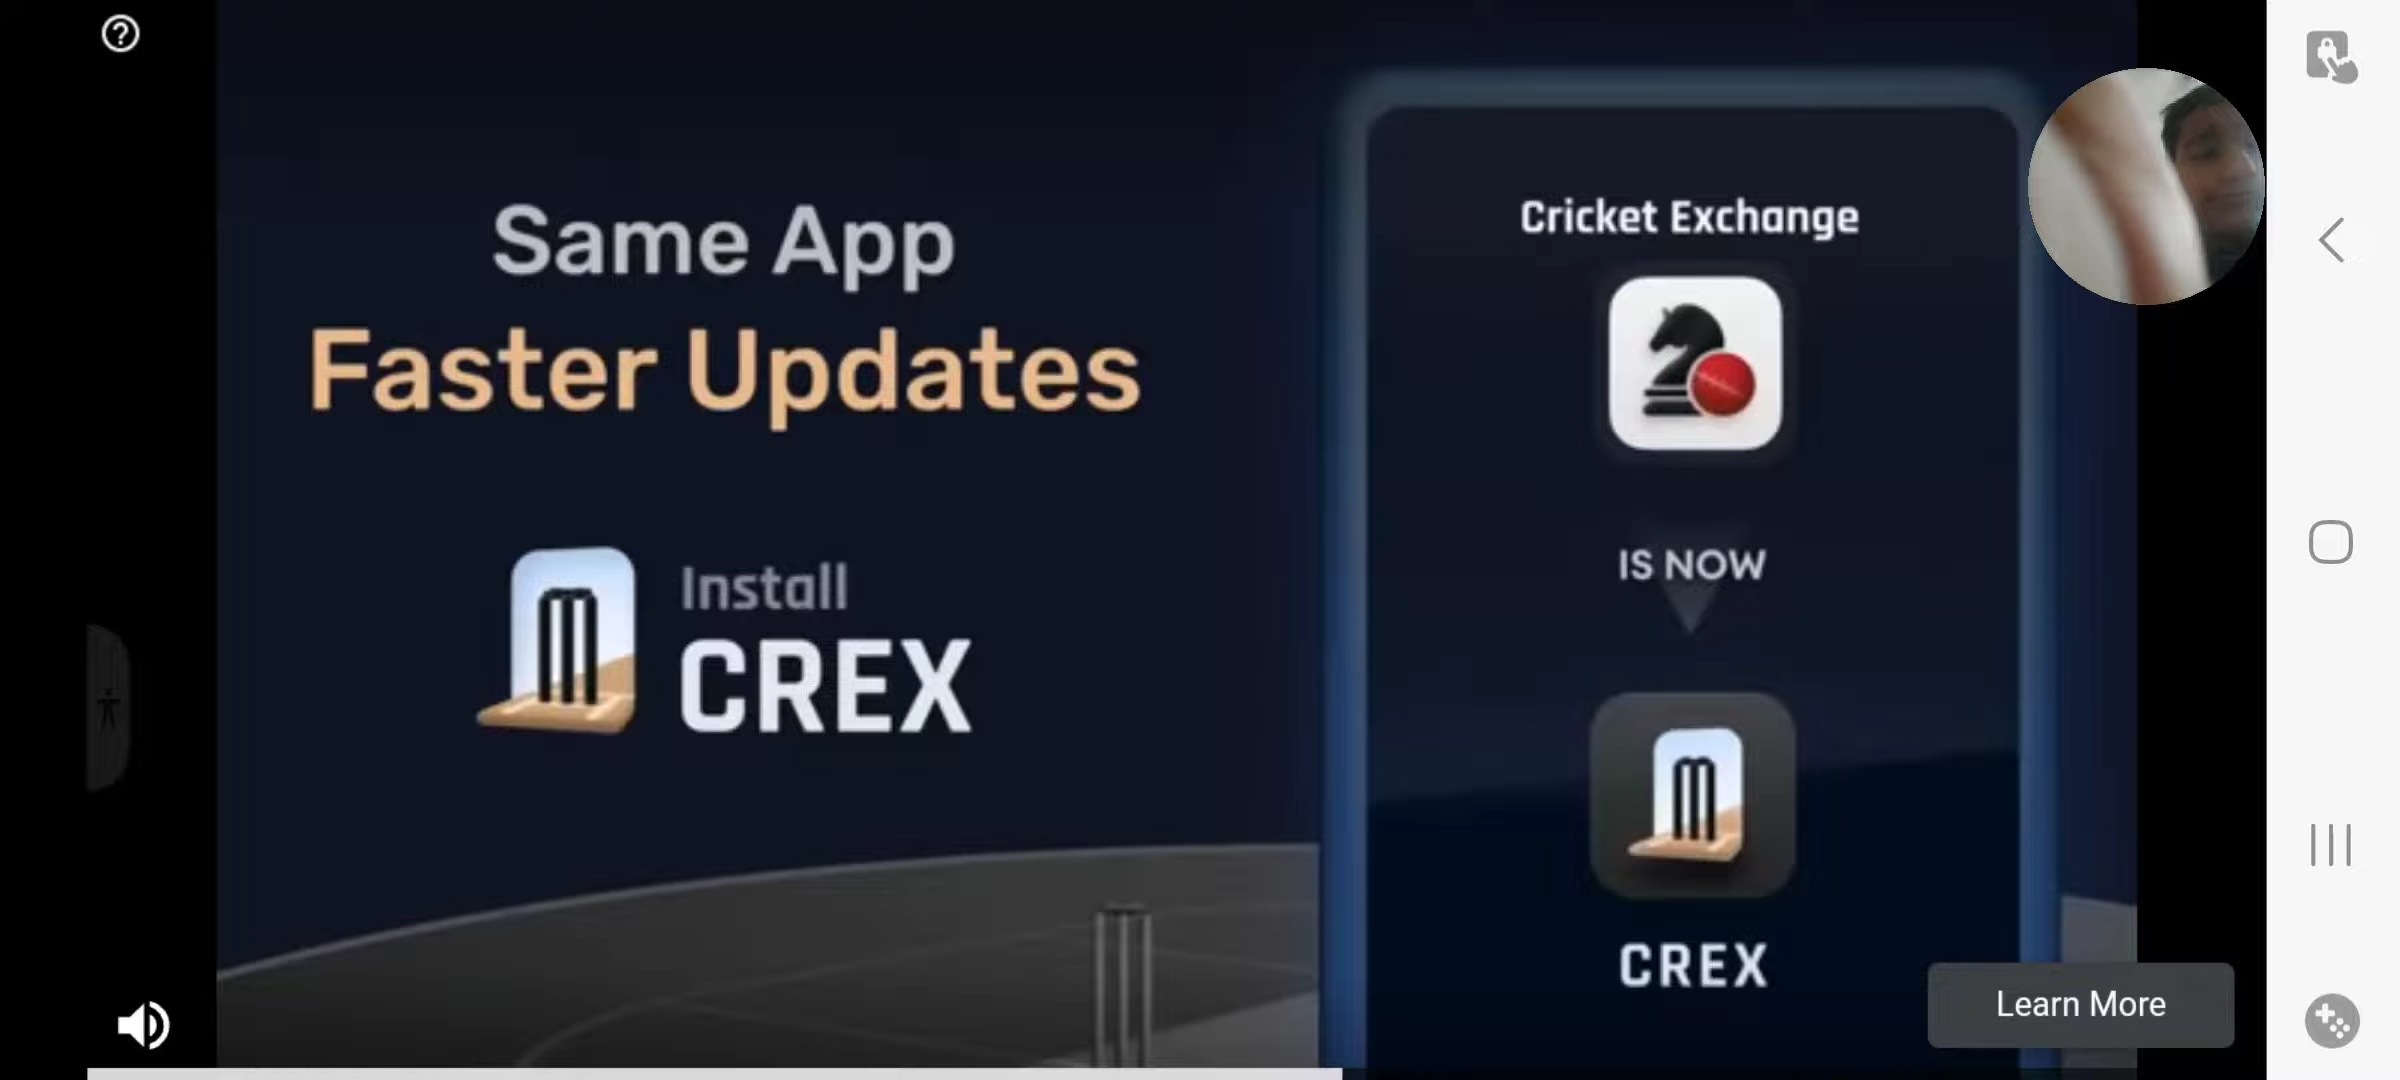 Same App
Faster Updates
Install
CREX
Cricket Exchange
IS NOW
CREX
Learn More